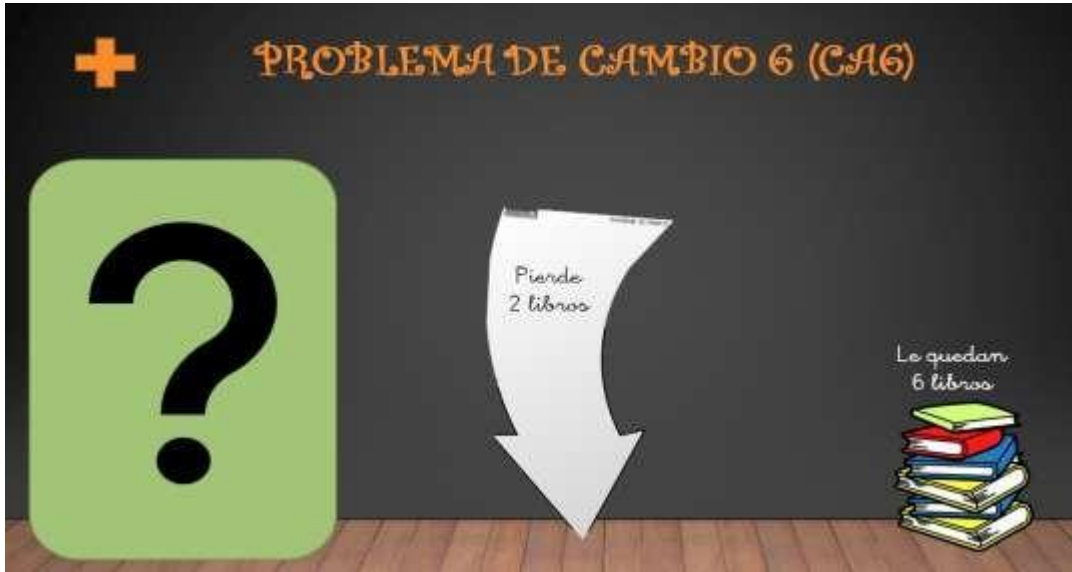 PROBLEMA DE CAMBIO 6 (CA6)
Pierde
2 libros
Le quedan
6 libros
?